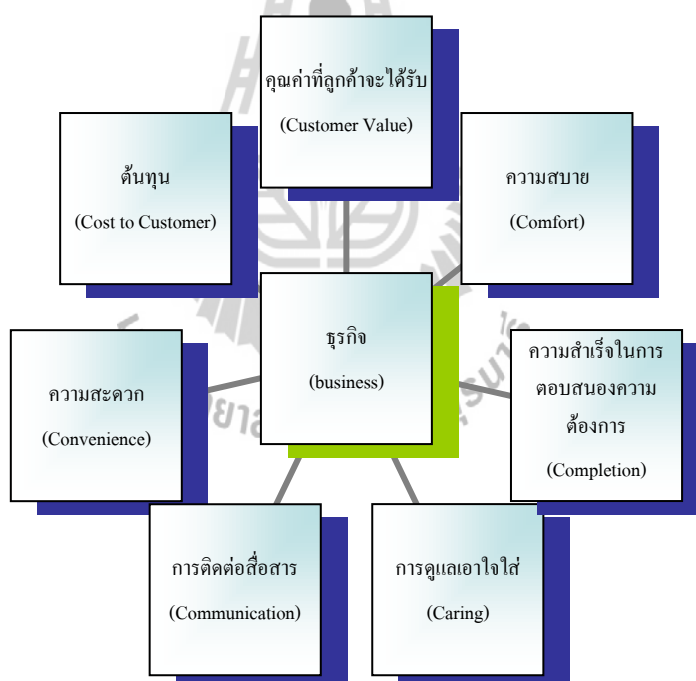 คุณค่าที่ลูกค้าจะได้รับ
(Customer Value)
ต้นทุน
(Cost to Customer)
ความสบาย
(Comfort)
ธุรกิจ
(business)
ความสะดวก
(Convenience)
ความสำเร็จในการ
ตอบสนองความ
ต้องการ
(Completion)
การติดต่อสื่อสาร
(Communication)
การดูแลเอาใจใส่
(Caring)